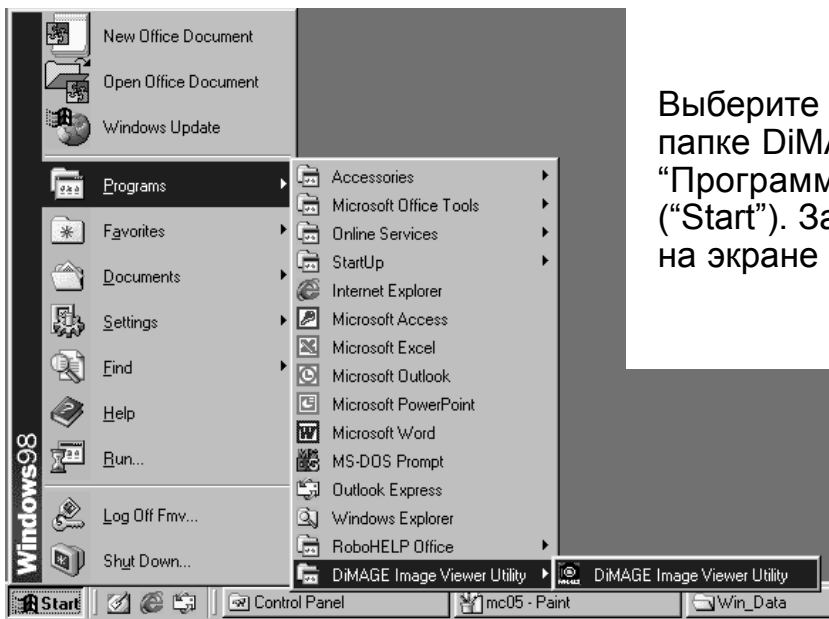 New Office Document
Open Office Document
Windows Update
Programs
Favorites
Documents
Settings
Find
Help
Run...
Log Off Fmv...
Shut Down...
Windows98
Accessories
Microsoft Office Tools
Online Services
StartUp
Internet Explorer
Microsoft Access
Microsoft Excel
Microsoft Outlook
Microsoft PowerPoint
Microsoft Word
MS-DOS Prompt
Outlook Express
Windows Explorer
RoboHELP Office
DiMAGE Image Viewer Utility
DiMAGE Image Viewer Utility
Выберите
папке DiMA
“Программ
(“Start”). За
на экране
Start
Control Panel
mc05 - Paint
Win_Data